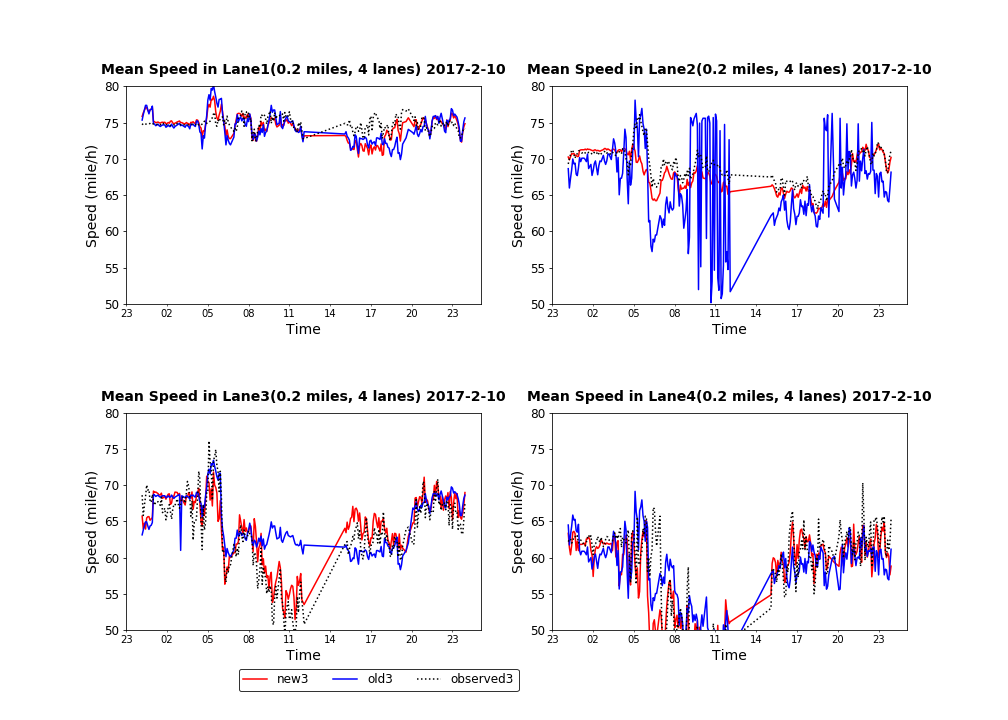 Mean Speed in Lane1(0.2 miles, 4 lanes) 2017-2-10
80
75
70
65
60
55
50
Speed (mile/h)
23 02 05 08 11 14 17 20 23
Time
Mean Speed in Lane2(0.2 miles, 4 lanes) 2017-2-10
80
75
70
65
60
55
50
Speed (mile/h)
23 02 05 08 11 14 17 20 23
Time
Mean Speed in Lane3(0.2 miles, 4 lanes) 2017-2-10
80
75
70
65
60
55
50
Speed (mile/h)
23 02 05 08 11 14 17 20 23
Time
Mean Speed in Lane4(0.2 miles, 4 lanes) 2017-2-10
80
75
70
65
60
55
50
Speed (mile/h)
23 02 05 08 11 14 17 20 23
Time
new3 old3 observed3